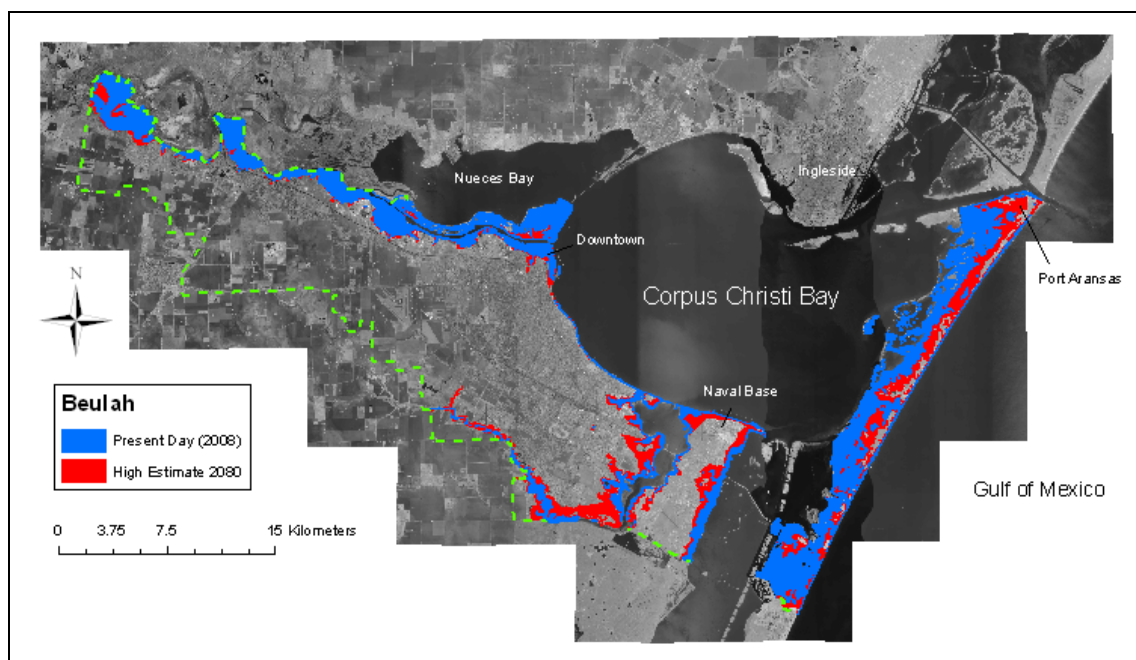 Nueces Bay
Ingleside
Downtown
Port Aransas
Corpus Christi Bay
N
Naval Base
Beulah
Present Day (2008)
High Estimate 2080
Gulf of Mexico
0 3.75 7.5 15 Kilometers